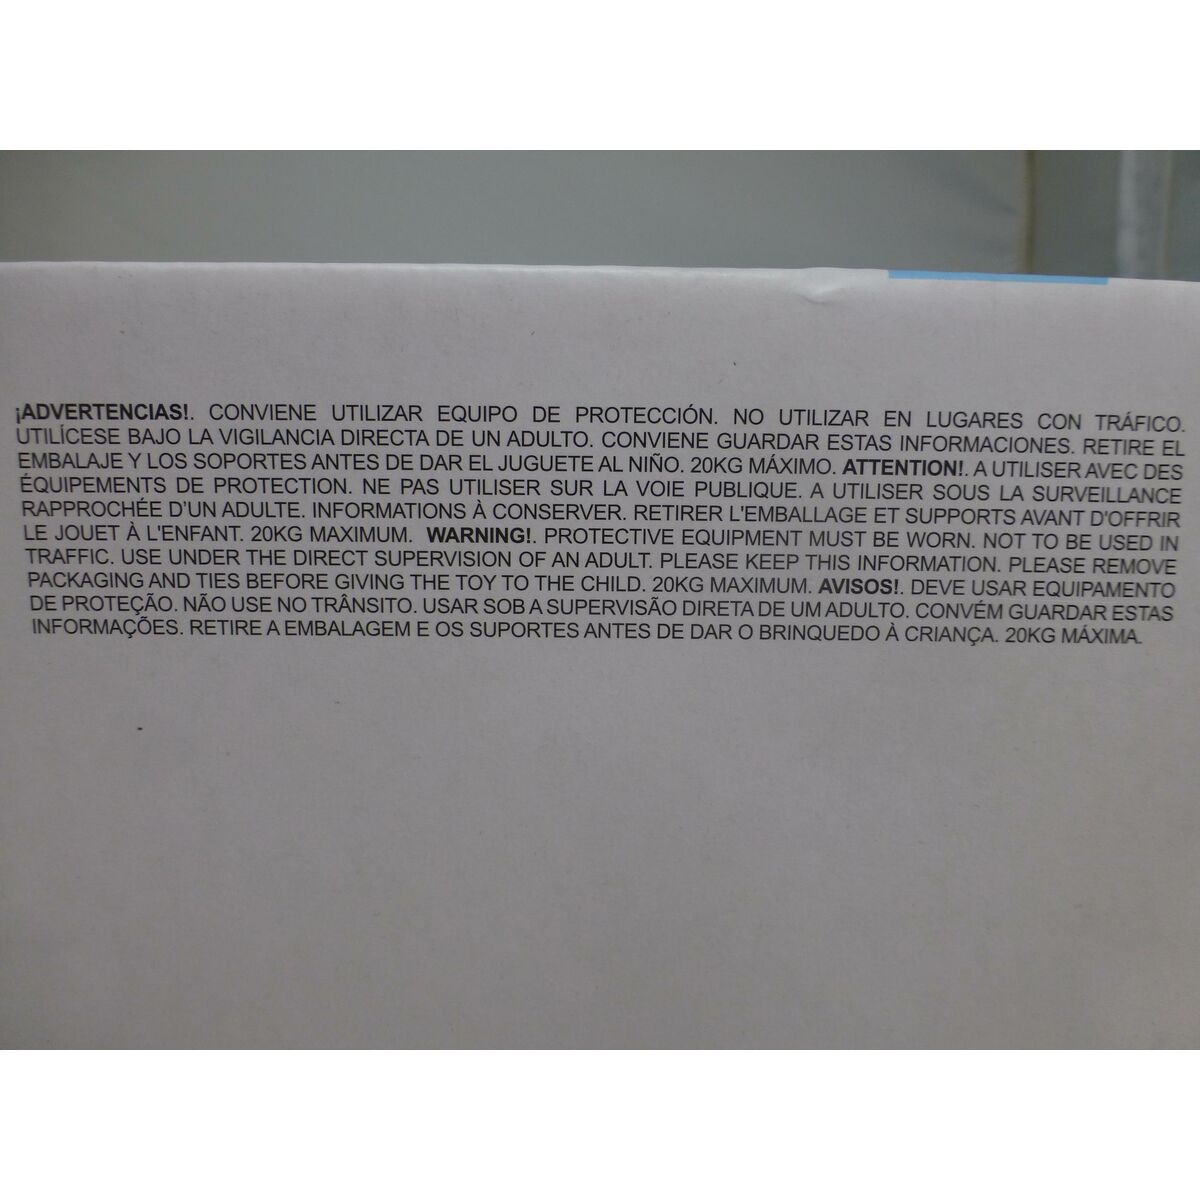 ¡ADVERTENCIAS!. CONVIENE UTILIZAR EQUIPO DE PROTECCIÓN. NO UTILIZAR EN LUGARES CON TRÁFICO.
UTILÍCESE BAJO LA VIGILANCIA DIRECTA DE UN ADULTO. CONVIENE GUARDAR ESTAS INFORMACIONES. RETIRE EL
EMBALAJE Y LOS SOPORTES ANTES DE DAR EL JUGUETE AL NIÑO. 20KG MÁXIMO. ATTENTION!. A UTILISER AVEC DES
ÉQUIPEMENTS DE PROTECTION. NE PAS UTILISER SUR LA VOIE PUBLIQUE. A UTILISER SOUS LA SURVEILLANCE
RAPPROCHÉE D'UN ADULTE. INFORMATIONS À CONSERVER. RETIRER L'EMBALLAGE ET SUPPORTS AVANT D'OFFRIR
LE JOUET À L'ENFANT. 20KG MAXIMUM. WARNING!. PROTECTIVE EQUIPMENT MUST BE WORN. NOT TO BE USED IN
TRAFFIC. USE UNDER THE DIRECT SUPERVISION OF AN ADULT. PLEASE KEEP THIS INFORMATION. PLEASE REMOVE
PACKAGING AND TIES BEFORE GIVING THE TOY TO THE CHILD. 20KG MAXIMUM. AVISOS!. DEVE USAR EQUIPAMENTO
DE PROTEÇÃO. NÃO USE NO TRÂNSITO. USAR SOB A SUPERVISÃO DIRETA DE UM ADULTO. CONVÉM GUARDAR ESTAS
INFORMAÇÕES. RETIRE A EMBALAGEM E OS SUPORTES ANTES DE DAR O BRINQUEDO À CRIANÇA. 20KG MÁXIMA.